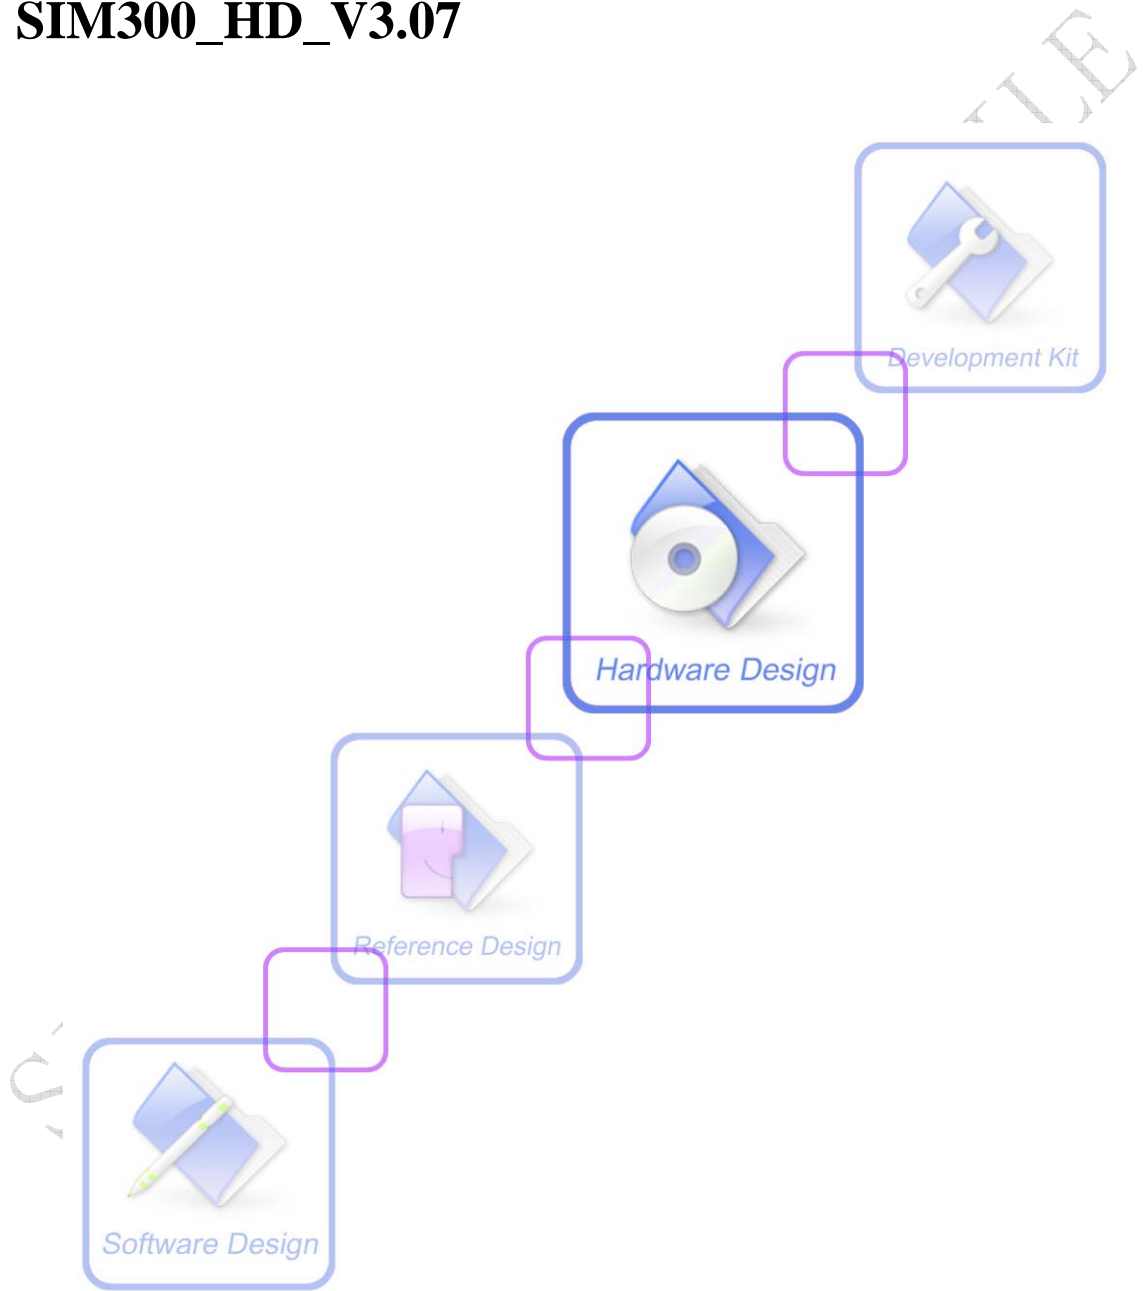 SIM300_HD_V3.07
Development Kit
Hardware Design
Reference Design
Software Design